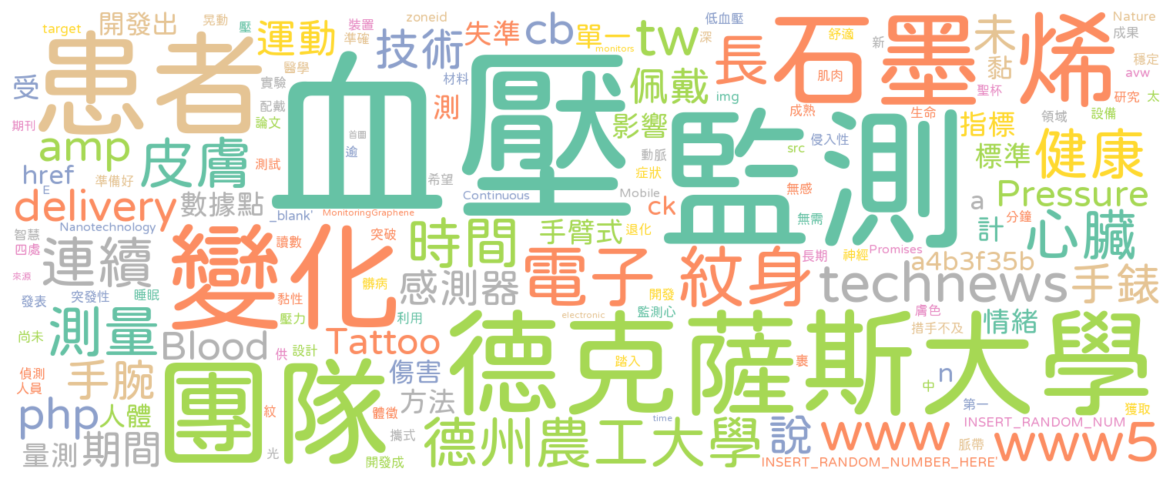 患者
血壓
監測
石墨烯
變化
團隊
德克薩斯大學
德州農工大學
電子
紋身
皮膚
technews
www5
www
delivery
Tattoo
Blood
Pressure
測量
連續
時間
感測器
手臂式
心臟
健康
手錶
情緒
手腕
php
人體
量測
期間
傷害
方法
說
n
數據點
href
amp
受
開發出
運動
技術
失準
cb
單一
tw
長
未
黏
佩戴
測
影響
指標
標準
a
計
ck
a4b3f35b
target
晃動
壓
裝置
準確
zoneid
低血壓
monitors
深
舒適
新
Nature
成果
穩定
avw
太
研究
設備
聖杯
肌肉
生命
領域
成熟
img
src
侵入性
材料
醫學
實驗
配戴
論文
期刊
首圖
逾
動脈
症狀
希望
測試
準備好
E
_blank'
Continuous
Mobile
無感
無需
分鐘
Nanotechnology
MonitoringGraphene
智慧
四處
來源
讀數
突破
退化
長期
神經
Promises
發表
突發性
睡眠
黏性
髒病
開發
監測心
膚色
措手不及
尚未
壓力
利用
electronic
供
設計
踏入
裹
中
第一
獲取
偵測
人員
紋
體徵
攜式
time
光
開發成
脈帶
INSERT_RANDOM_NUM
INSERT_RANDOM_NUMBER_HERE'